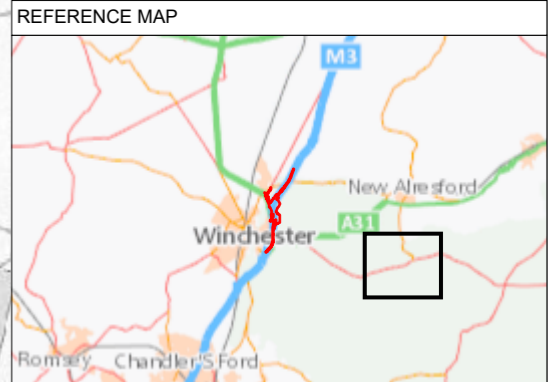 REFERENCE MAP
M3
New Alresford
A31
Winchester
Romsey
Chandler'S Ford